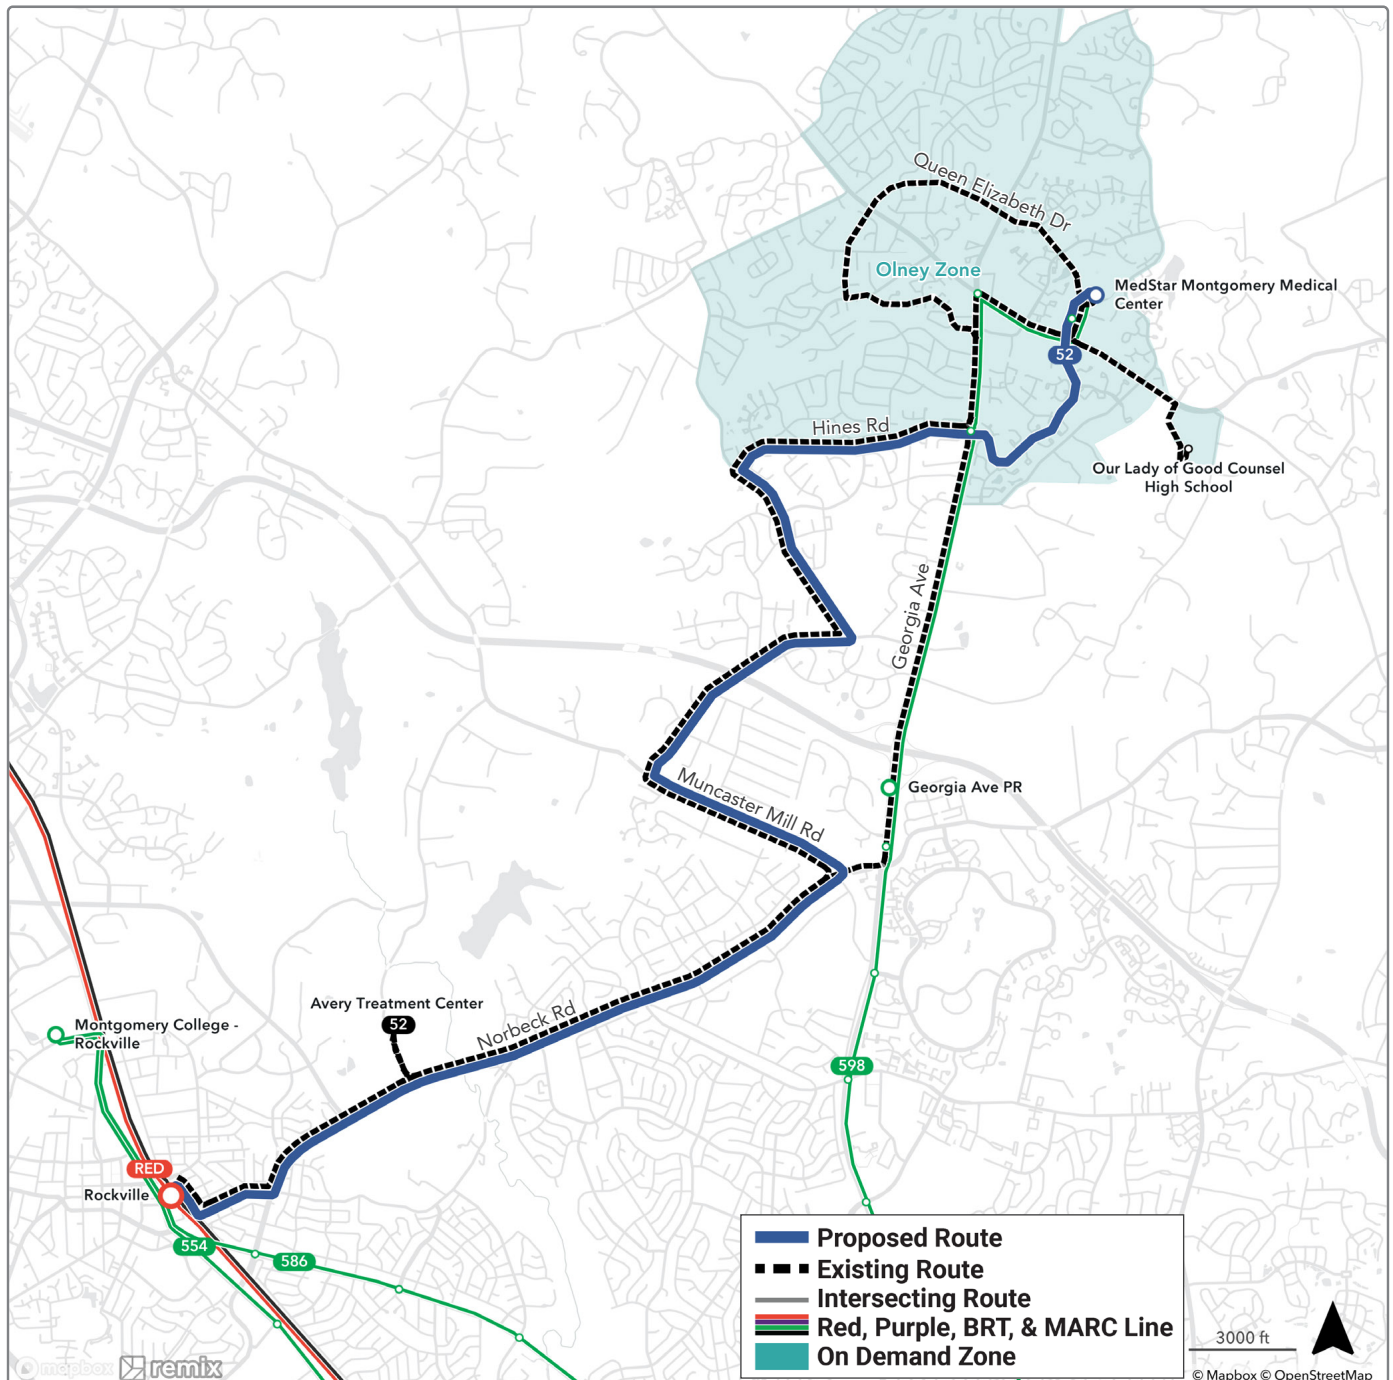 Queen Elizabeth Dr
Olney Zone
MedStar Montgomery Medical
Center
52
Hines Rd
Our Lady of Good Counsel
High School
Georgia Ave
Muncaster Mill Rd
Georgia Ave PR
Avery Treatment Center
52
Norbeck Rd
Montgomery College -
Rockville
598
RED
Rockville
554
586
Proposed Route
Existing Route
Intersecting Route
Red, Purple, BRT, & MARC Line
On Demand Zone
3000 ft
mapbox remix
© Mapbox © OpenStreetMap